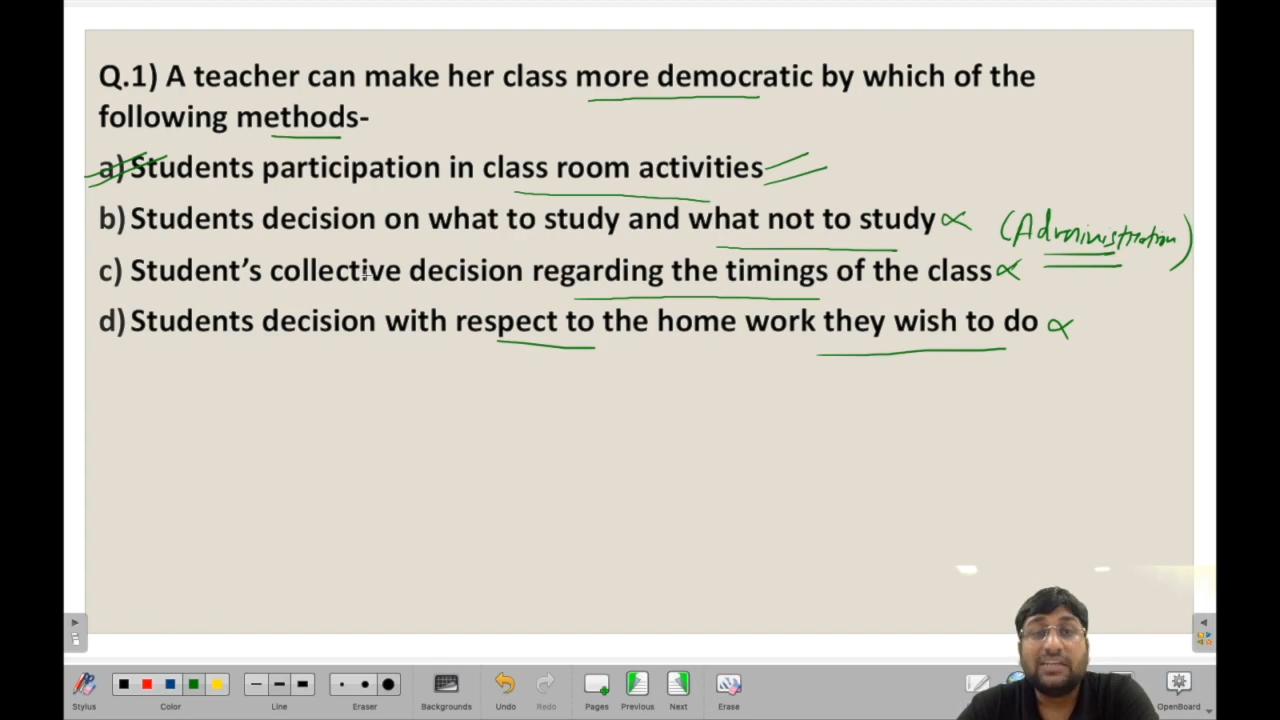 Q.1) A teacher can make her class more democratic by which of the
following methods-
a) Students participation in class room activities
b) Students decision on what to study and what not to study
(Administration)
c) Student's collective decision regarding the timings of the class
d) Students decision with respect to the home work they wish to do
Stylus
Color
Line
Eraser
Backgrounds
Undo
Redo
Pages
Previous
Next
Erase
OpenBoard